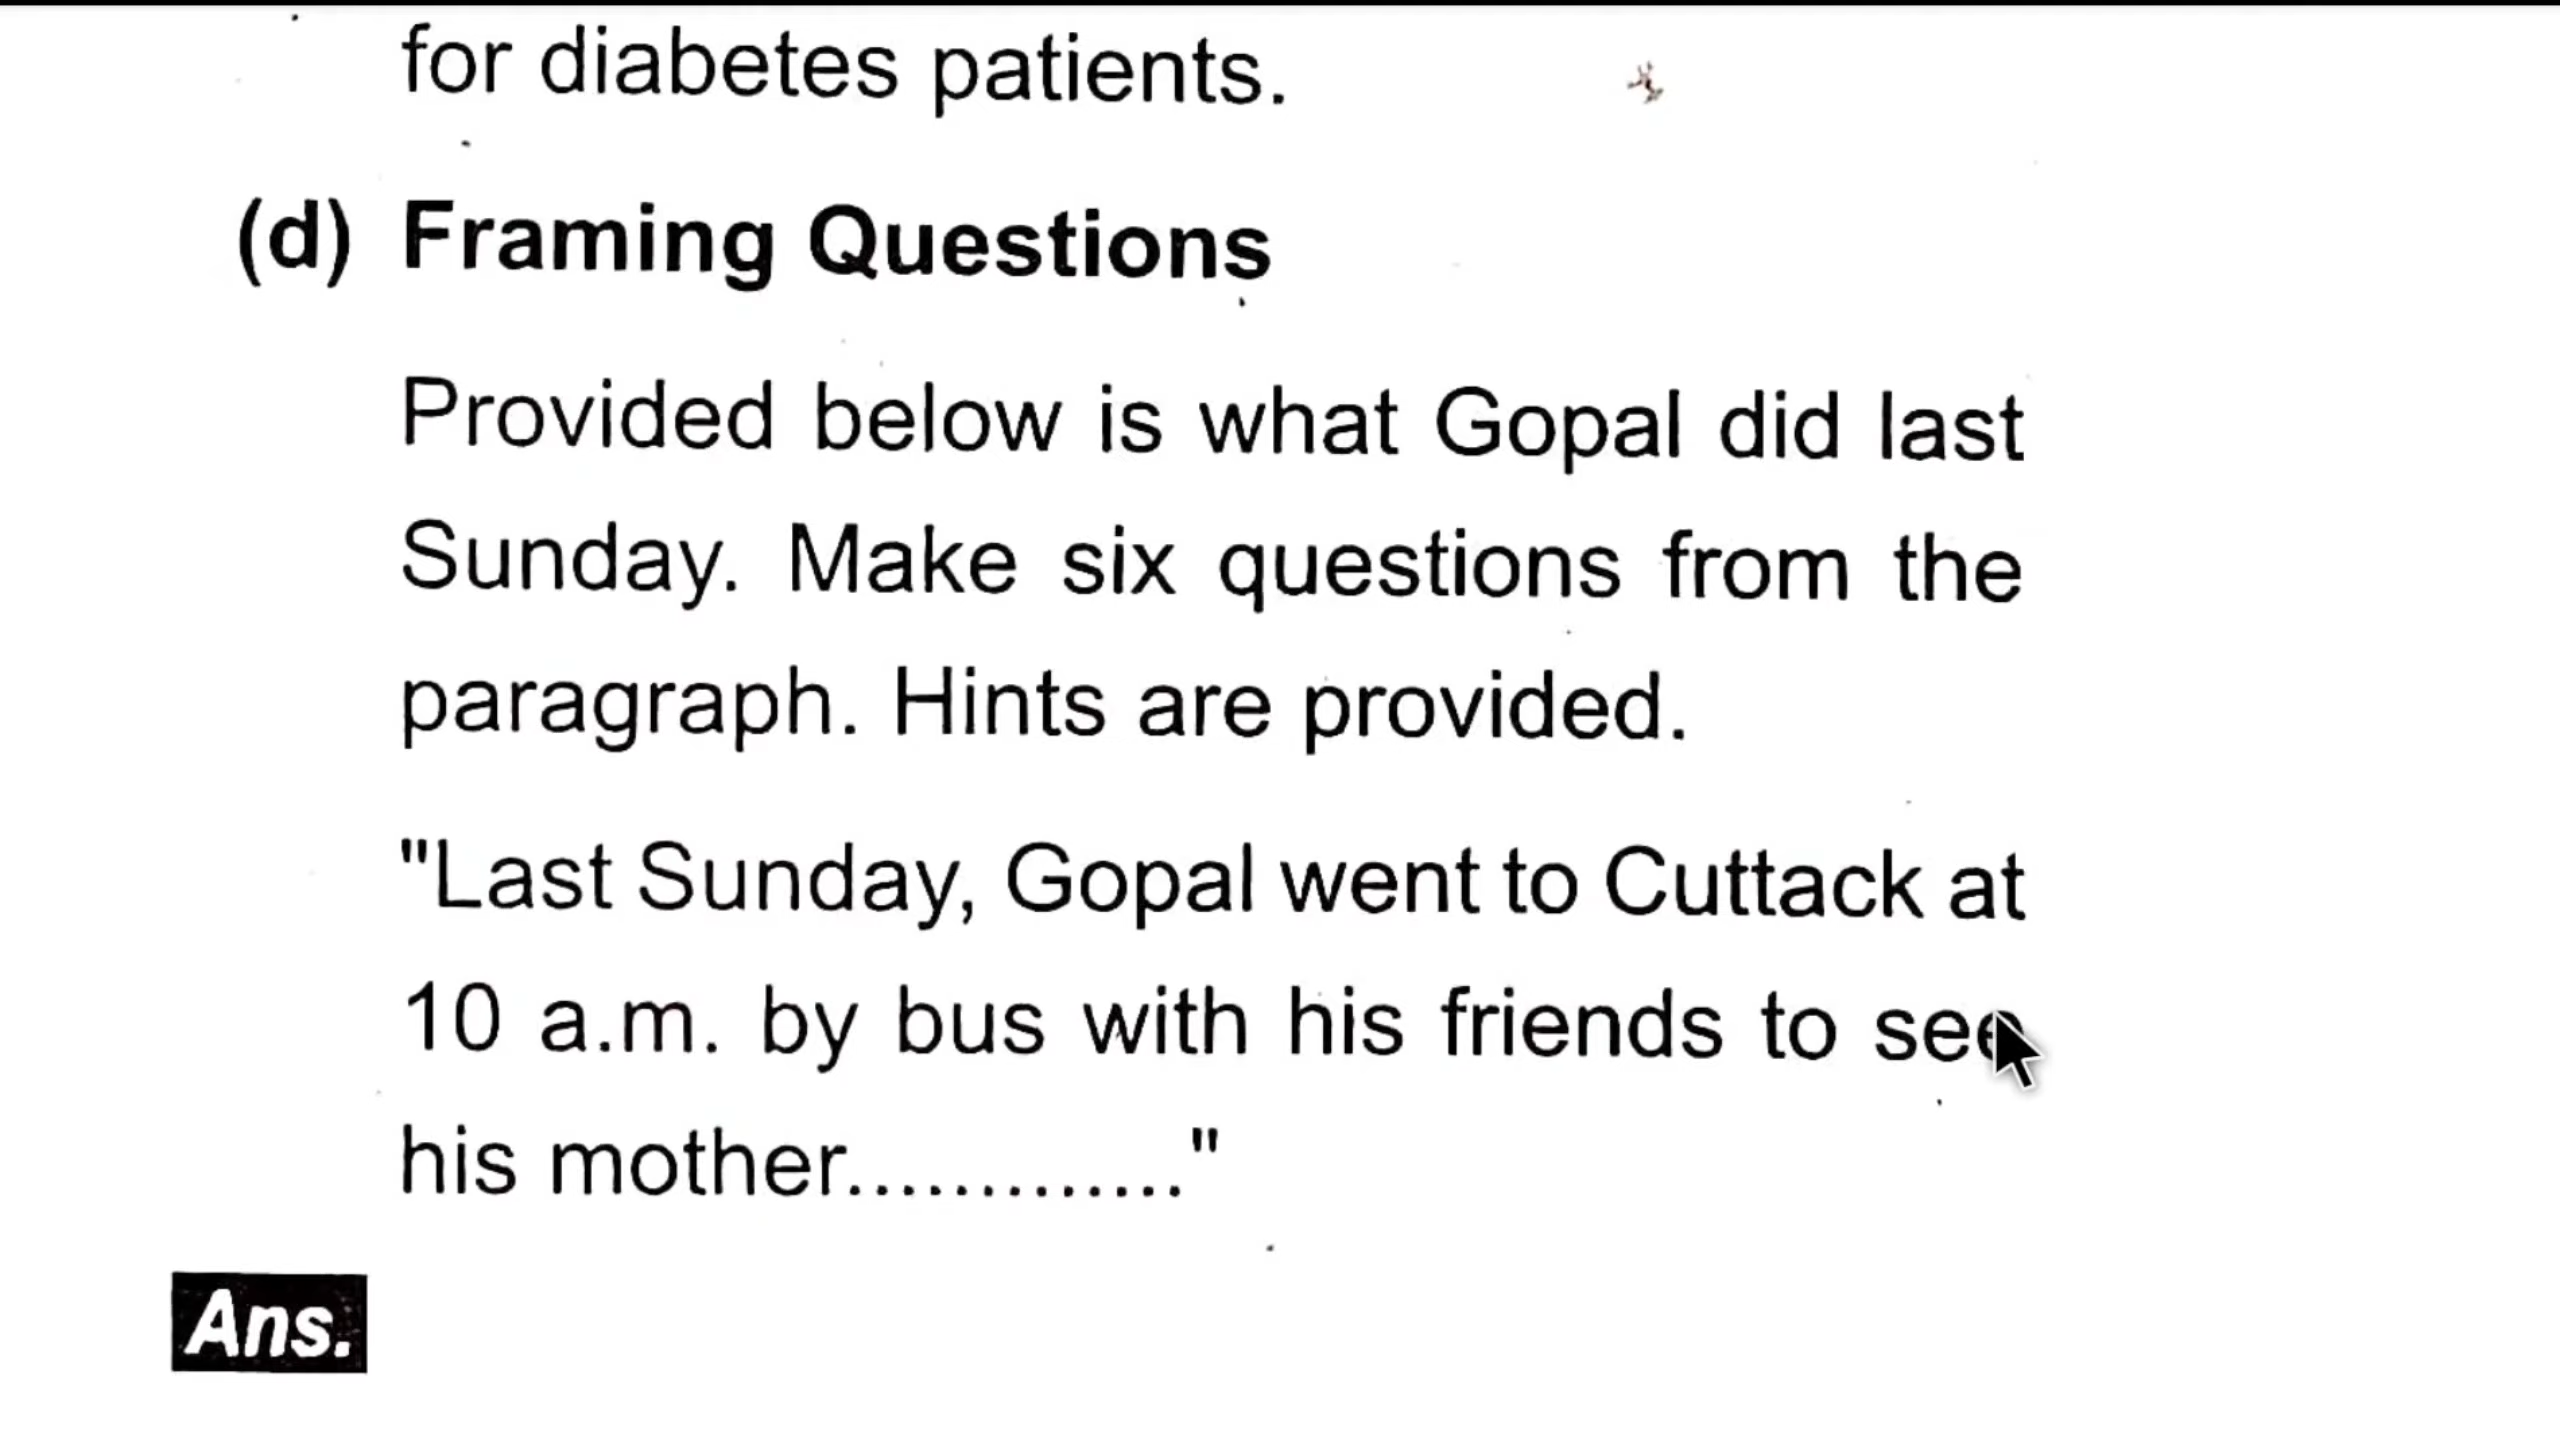 for diabetes patients.
(d) Framing Questions
Provided below is what Gopal did last
Sunday. Make six questions from the
paragraph. Hints are provided.
"Last Sunday, Gopal went to Cuttack at
10 a.m. by bus with his friends to see
his mother............."
Ans.